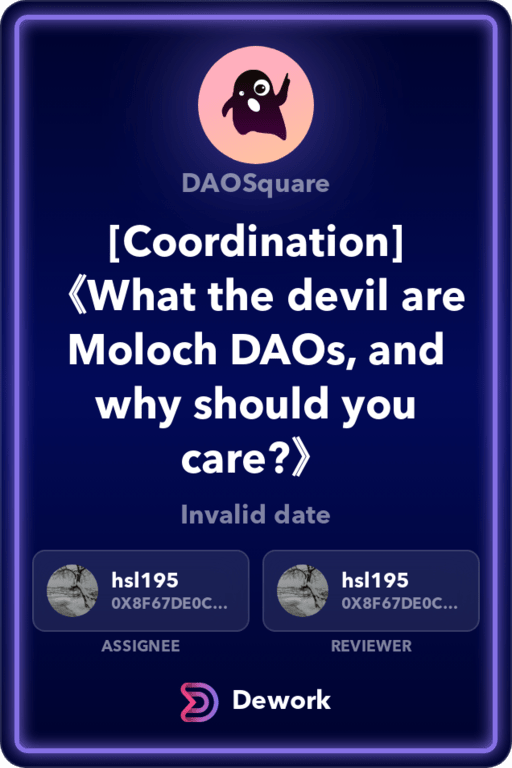 DAOSquare
[Coordination]
《What the devil are
Moloch DAOs, and
why should you
care?》
Invalid date
hsl195
0X8F67DE0C...
ASSIGNEE
hsl195
0X8F67DE0C...
REVIEWER
Dework